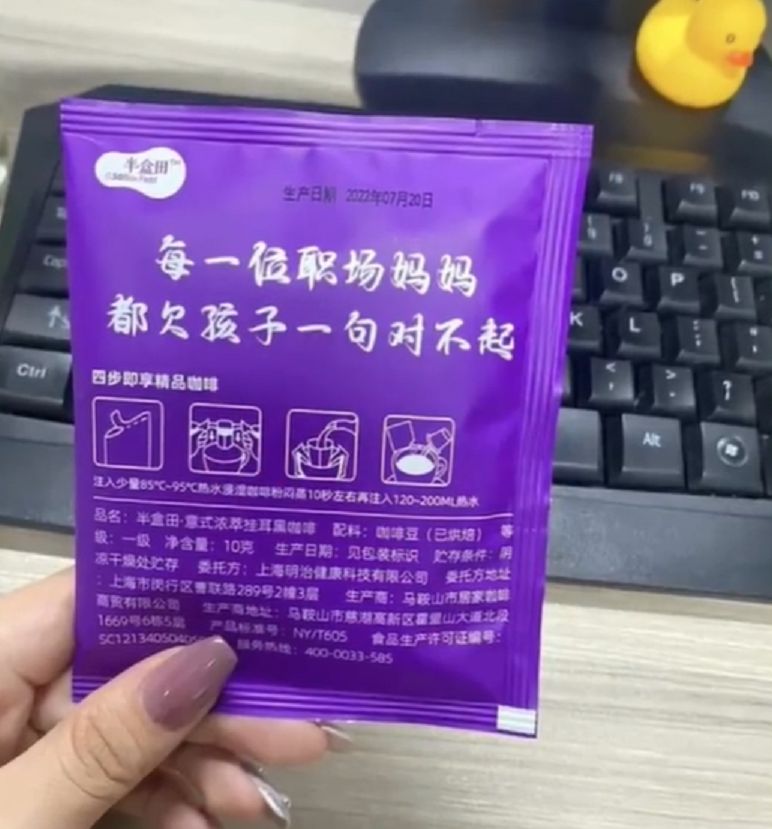 半盒田™
生产日期 2022年07月20日
每一位职场妈妈
都欠孩子一句对不起
四步即享精品咖啡
注入少量85℃~95℃热水浸湿咖啡粉闷蒸10秒左右再注入120~200ML热水
品名：半盒田·意式浓萃挂耳黑咖啡 配料：咖啡豆（已烘焙） 等
级：一级 净含量：10克 生产日期：见包装标识 贮存条件：阴
凉干燥处贮存 委托方：上海明治健康科技有限公司 委托方地址
：上海市闵行区曹联路289号2幢3层 生产商：马鞍山市居家咖啡
商贸有限公司 生产商地址：马鞍山市慈湖高新区霍里山大道北段
1669号6栋5层 产品标准号：NY/T605 食品生产许可证编号：
SC12134050405 服务热线：400-0033-585
F8 F9 F10
O P
K L
Ctrl Alt